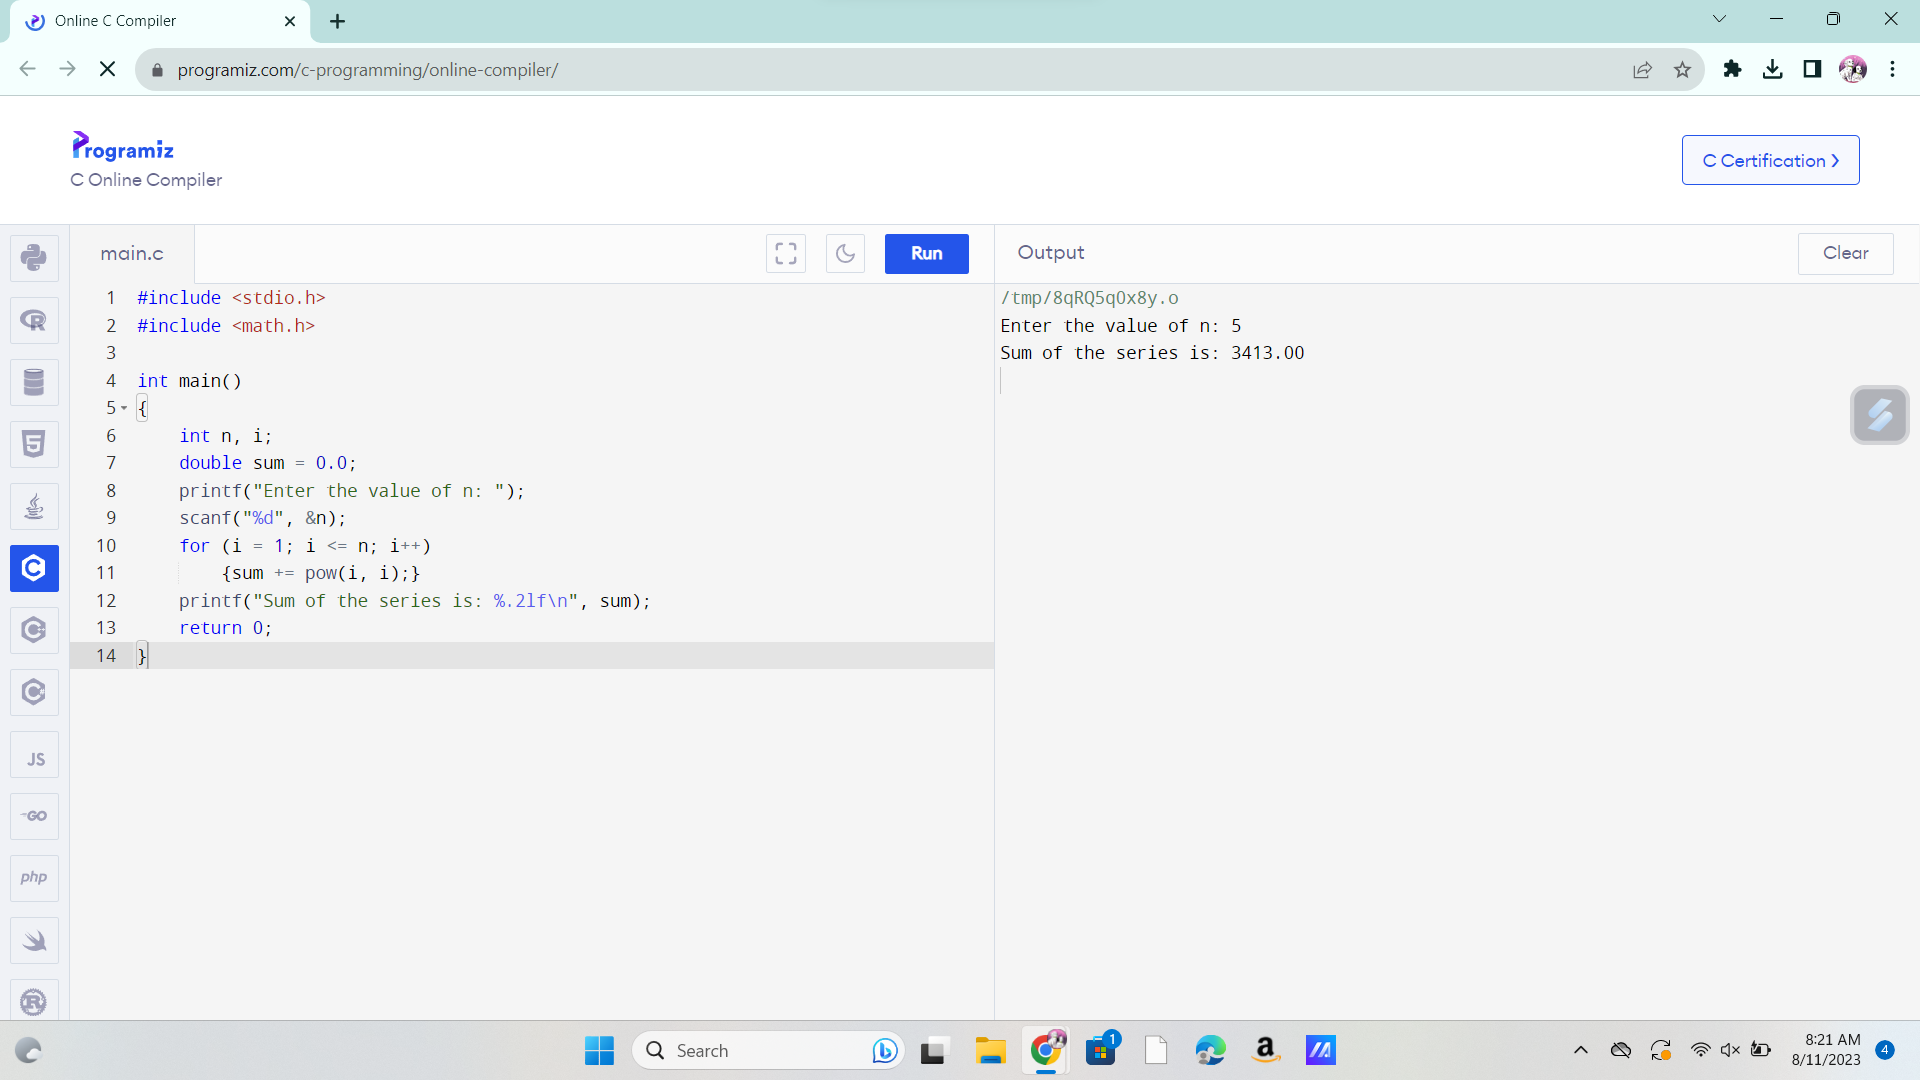 Online C Compiler
programiz.com/c-programming/online-compiler/
Programiz
C Online Compiler
C Certification
main.c
Run
Output
Clear
1 #include <stdio.h>
2 #include <math.h>
3
4 int main()
5 {
6 int n, i;
7 double sum = 0.0;
8 printf("Enter the value of n: ");
9 scanf("%d", &n);
10 for (i = 1; i <= n; i++)
11 {sum += pow(i, i);}
12 printf("Sum of the series is: %.2lf\n", sum);
13 return 0;
14 }
/tmp/8qRQ5q0x8y.o
Enter the value of n: 5
Sum of the series is: 3413.00
R
5
C
C
C
JS
GO
php
R
Search
b
1
a
8:21 AM
8/11/2023
4